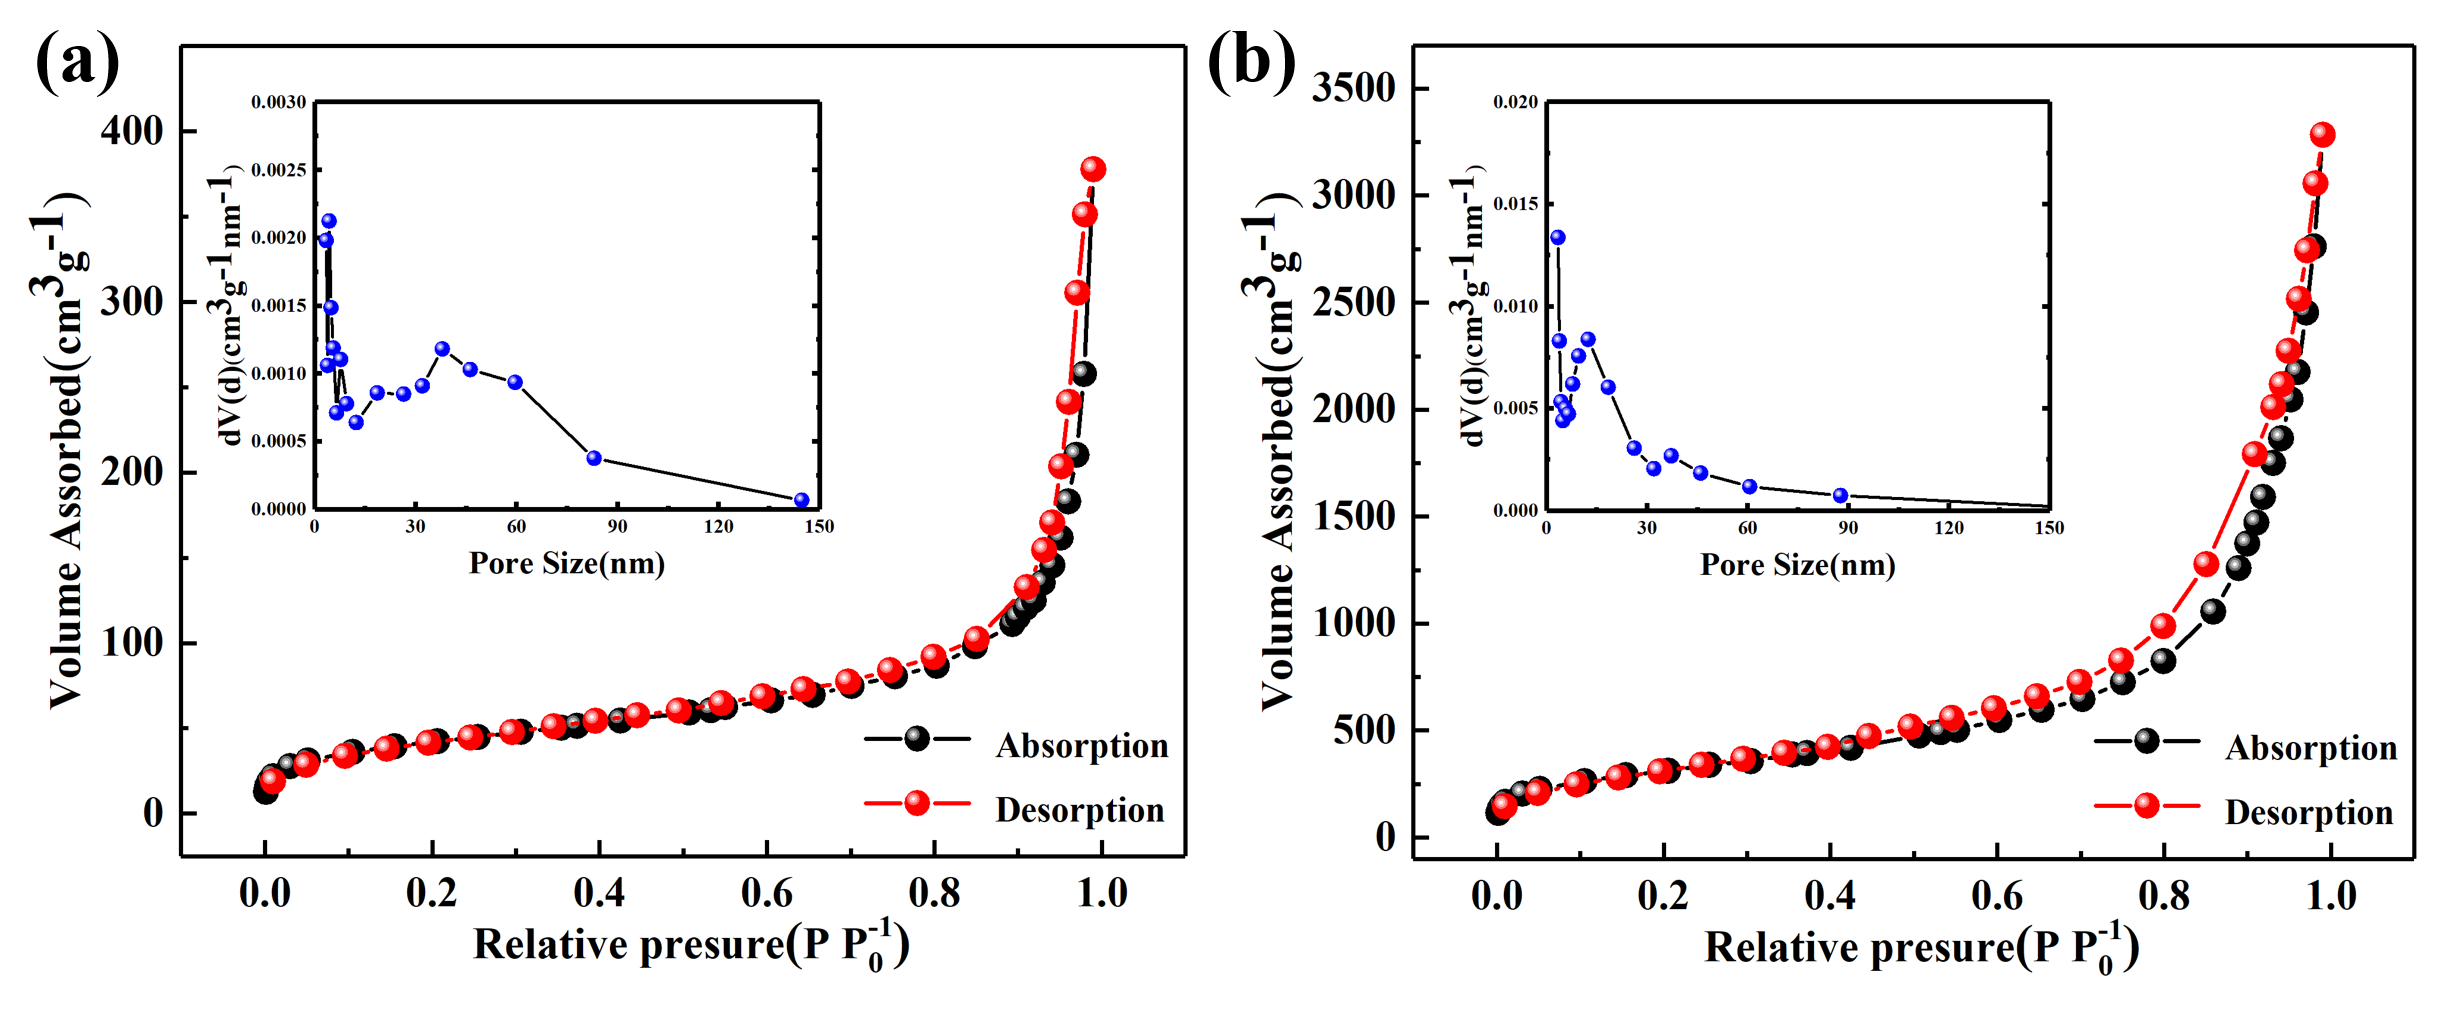 (a)
400
300
200
100
0
0.0 0.2 0.4 0.6 0.8 1.0
Volume Assorbed(cm3g-1)
Relative presure(P P0-1)
0.0030
0.0025
0.0020
0.0015
0.0010
0.0005
0.0000
0 30 60 90 120 150
dV(d)(cm3g-1nm-1)
Pore Size(nm)
Absorption
Desorption
(b)
3500
3000
2500
2000
1500
1000
500
0
0.0 0.2 0.4 0.6 0.8 1.0
Volume Assorbed(cm3g-1)
Relative presure(P P0-1)
0.020
0.015
0.010
0.005
0.000
0 30 60 90 120 150
dV(d)(cm3g-1nm-1)
Pore Size(nm)
Absorption
Desorption